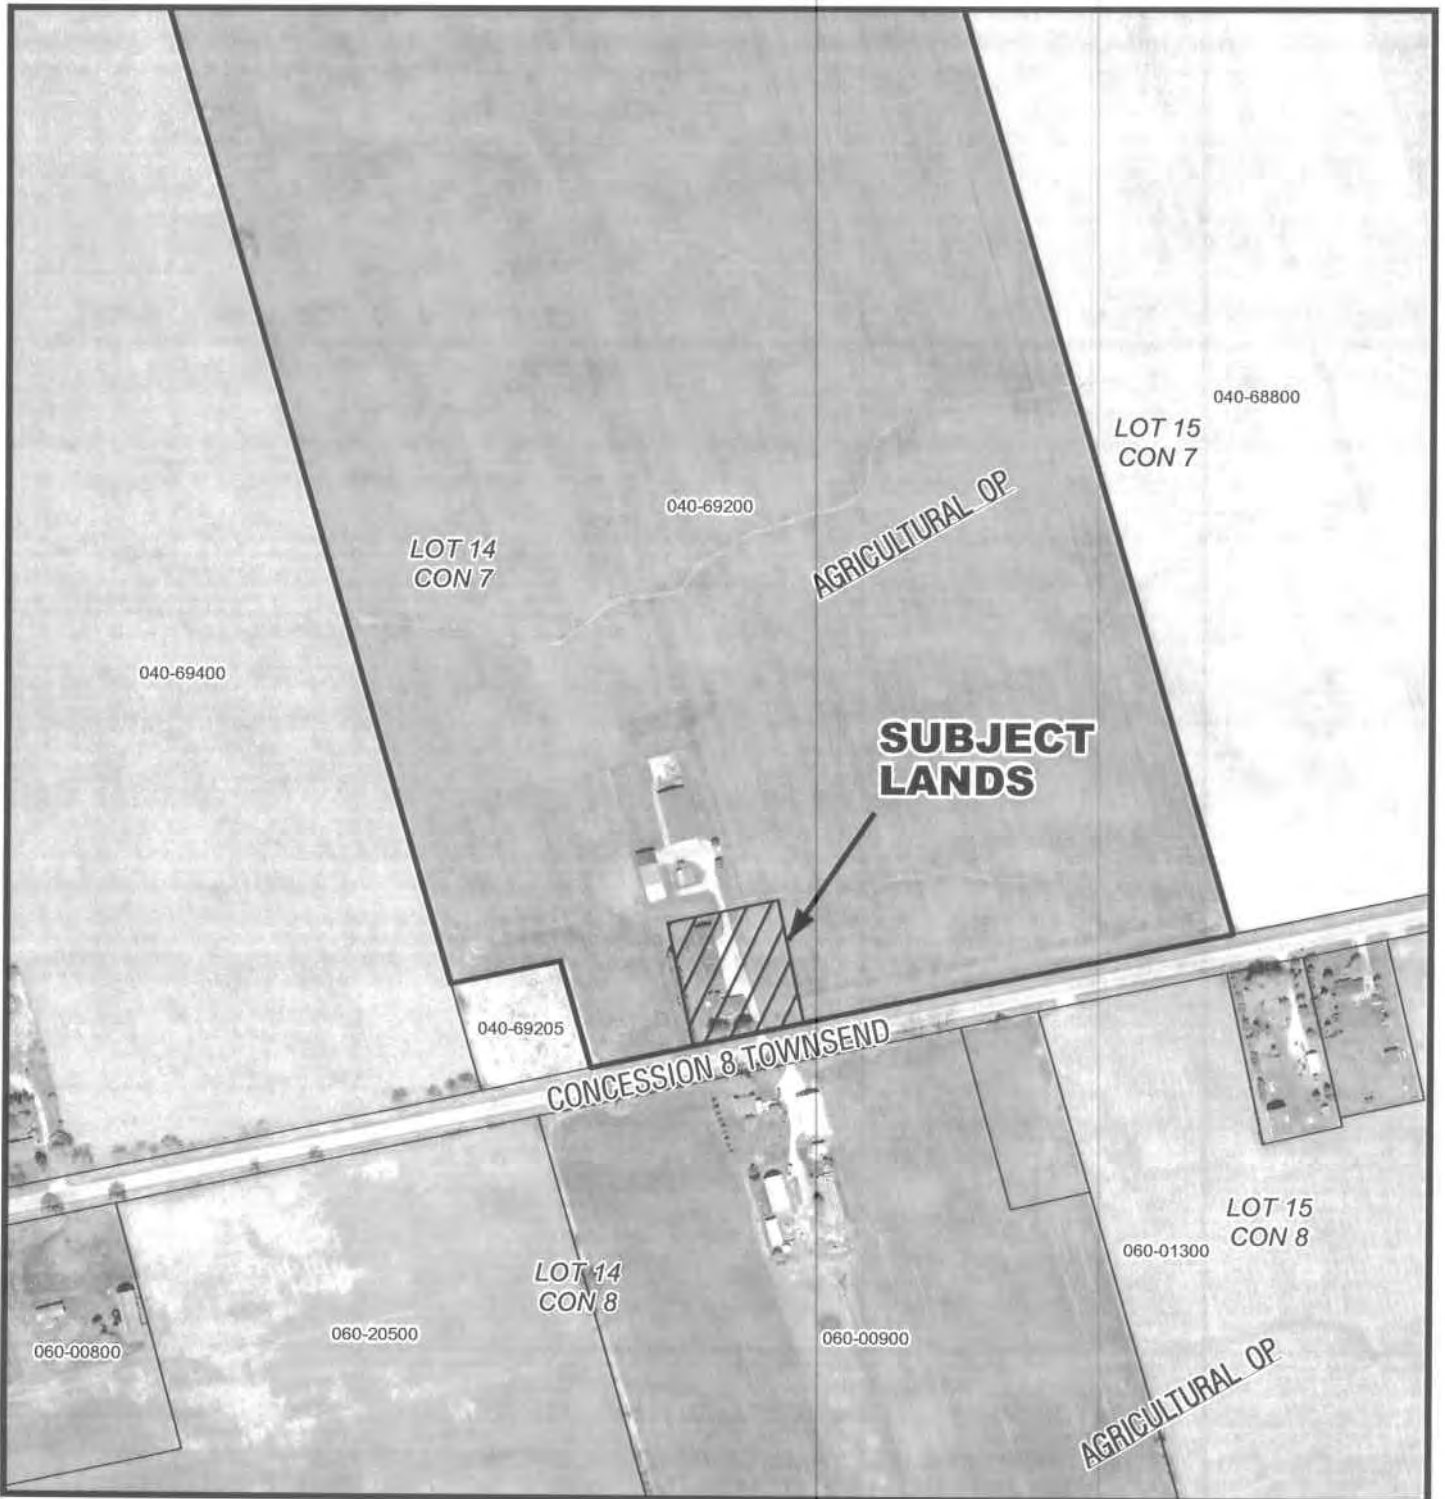 040-68800
LOT 15
CON 7
040-69200
AGRICULTURAL OP
LOT 14
CON 7
040-69400
SUBJECT
LANDS
040-69205
CONCESSION 8 TOWNSEND
LOT 15
CON 8
060-01300
LOT 14
CON 8
060-20500
060-00900
060-00800
AGRICULTURAL OP